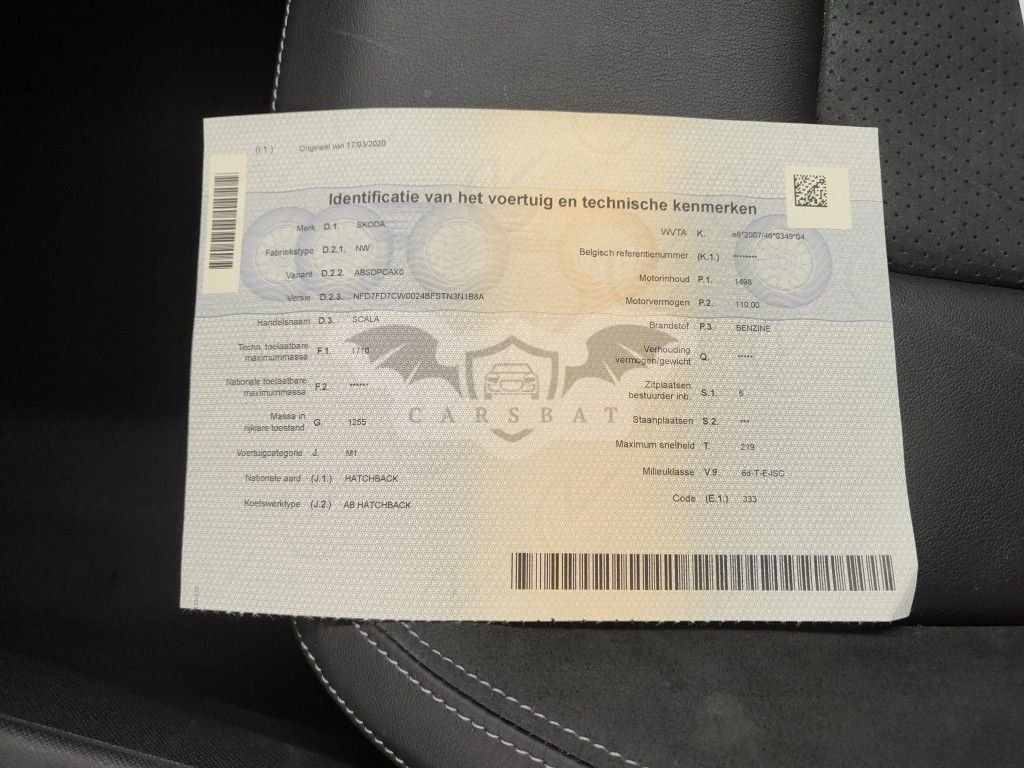 (I.1.) Origineel van 17/03/2020
Identificatie van het voertuig en technische kenmerken
Merk D.1. SKODA
Fabriekstype D.2.1. NW
Variant D.2.2. ABSDPCAX0
Versie D.2.3. NFD7FD7CW0024BFSTN3N1B8A
Handelsnaam D.3. SCALA
Techn. toelaatbare
maximummassa F.1. 1710
Nationale toelaatbare
maximummassa F.2. ******
Massa in
rijklare toestand G. 1255
Voertuigcategorie J. M1
Nationale aard (J.1.) HATCHBACK
Koetswerktype (J.2.) AB HATCHBACK
WVTA K. e8*2007/46*0349*04
Belgisch referentienummer (K.1.) ********
Motorinhoud P.1. 1498
Motorvermogen P.2. 110.00
Brandstof P.3. BENZINE
Verhouding
vermogen/gewicht Q. *****
Zitplaatsen
bestuurder inb. S.1. 5
Staanplaatsen S.2. ***
Maximum snelheid T. 219
Milieuklasse V.9. 6d-T-E-ISC
Code (E.1.) 333
CARSBAT